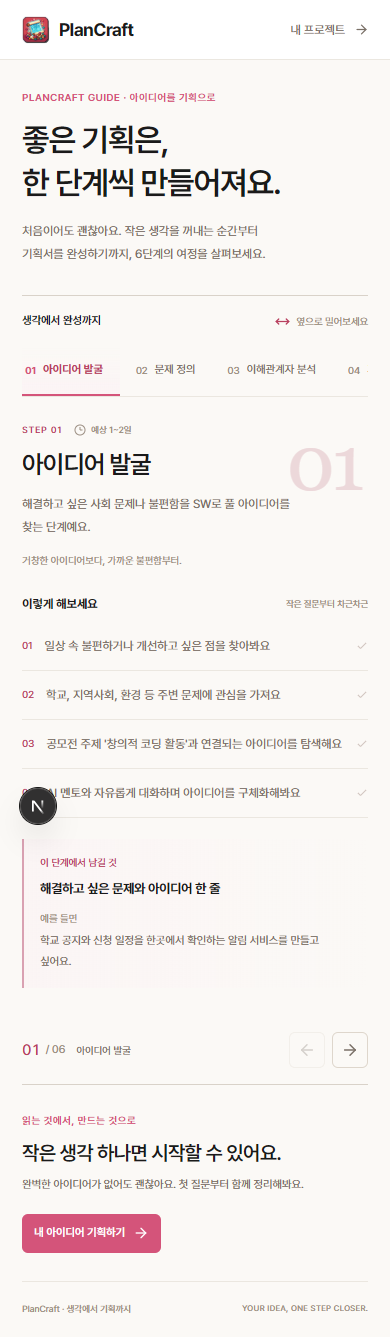 PlanCraft
내 프로젝트
PLANCRAFT GUIDE · 아이디어를 기획으로
좋은 기획은,
한 단계씩 만들어져요.
처음이어도 괜찮아요. 작은 생각을 꺼내는 순간부터
기획서를 완성하기까지, 6단계의 여정을 살펴보세요.
생각에서 완성까지
옆으로 밀어보세요
01 아이디어 발굴
02 문제 정의
03 이해관계자 분석
04
STEP 01 예상 1–2일
아이디어 발굴
01
해결하고 싶은 사회 문제나 불편함을 SW로 풀 아이디어를
찾는 단계예요.
거창한 아이디어보다, 가까운 불편함부터.
이렇게 해보세요
작은 질문부터 차근차근
01 일상 속 불편하거나 개선하고 싶은 점을 찾아봐요
02 학교, 지역사회, 환경 등 주변 문제에 관심을 가져요
03 공모전 주제 '창의적 코딩 활동'과 연결되는 아이디어를 탐색해요
멘토와 자유롭게 대화하며 아이디어를 구체화해봐요
N
이 단계에서 남길 것
해결하고 싶은 문제와 아이디어 한 줄
예를 들면
학교 공지와 신청 일정을 한곳에서 확인하는 알림 서비스를 만들고
싶어요.
01 / 06 아이디어 발굴
읽는 것에서, 만드는 것으로
작은 생각 하나면 시작할 수 있어요.
완벽한 아이디어가 없어도 괜찮아요. 첫 질문부터 함께 정리해봐요.
내 아이디어 기획하기
PlanCraft · 생각에서 기획까지
YOUR IDEA, ONE STEP CLOSER.